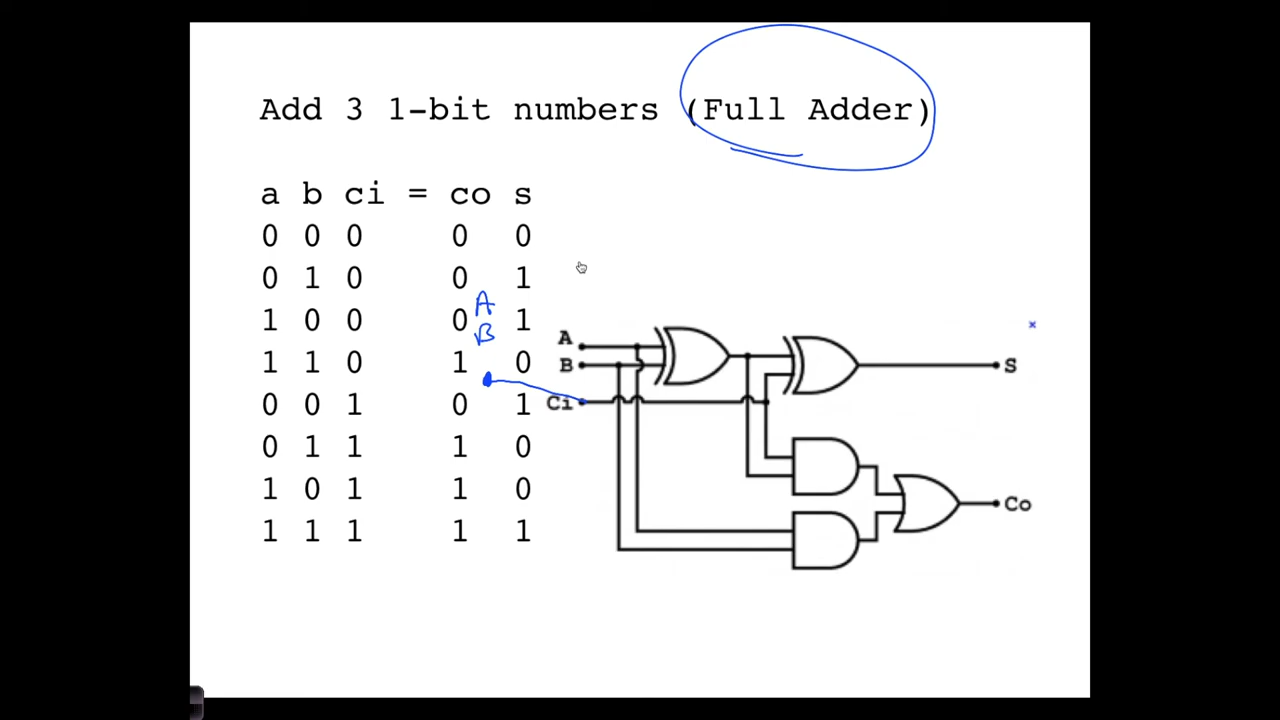 Add 3 1-bit numbers (Full Adder)
a b ci = co s
0 0 0 0 0
0 1 0 0 1
1 0 0 0 1
1 1 0 1 0
0 0 1 0 1
0 1 1 1 0
1 0 1 1 0
1 1 1 1 1
A
B
A
B
Ci
S
Co